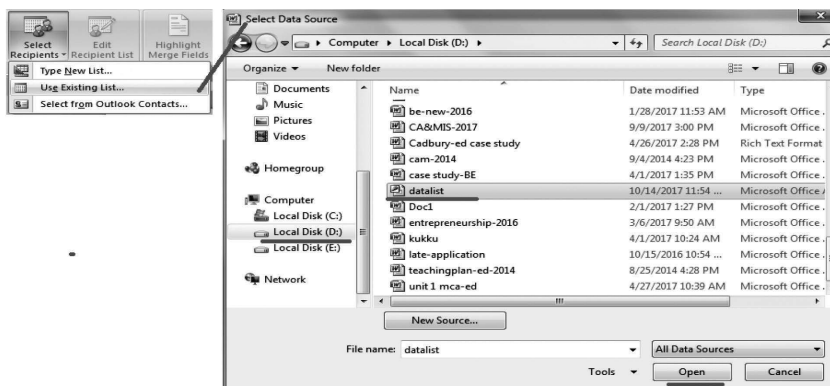 Select Recipients Edit Recipient List Highlight Merge Fields
Type New List...
Use Existing List...
Select from Outlook Contacts...
Select Data Source
Computer Local Disk (D:) Search Local Disk (D:)
Organize New folder
Documents
Music
Pictures
Videos
Homegroup
Computer
Local Disk (C:)
Local Disk (D:)
Local Disk (E:)
Network
Name Date modified Type
be-new-2016 1/28/2017 11:53 AM Microsoft Office .
CA&MIS-2017 9/9/2017 3:00 PM Microsoft Office .
Cadbury-ed case study 4/26/2017 2:28 PM Rich Text Format
cam-2014 9/4/2014 4:23 PM Microsoft Office .
case study-BE 4/1/2017 1:35 PM Microsoft Office .
datalist 10/14/2017 11:54 ... Microsoft Office
Doc1 2/1/2017 1:27 PM Microsoft Office .
entrepreneurship-2016 3/6/2017 9:50 AM Microsoft Office .
kukku 4/1/2017 10:24 AM Microsoft Office .
late-application 10/15/2016 10:54 ... Microsoft Office .
teachingplan-ed-2014 8/25/2014 4:28 PM Microsoft Office .
unit 1 mca-ed 4/27/2017 10:39 AM Microsoft Office .
New Source...
File name: datalist All Data Sources
Tools Open Cancel